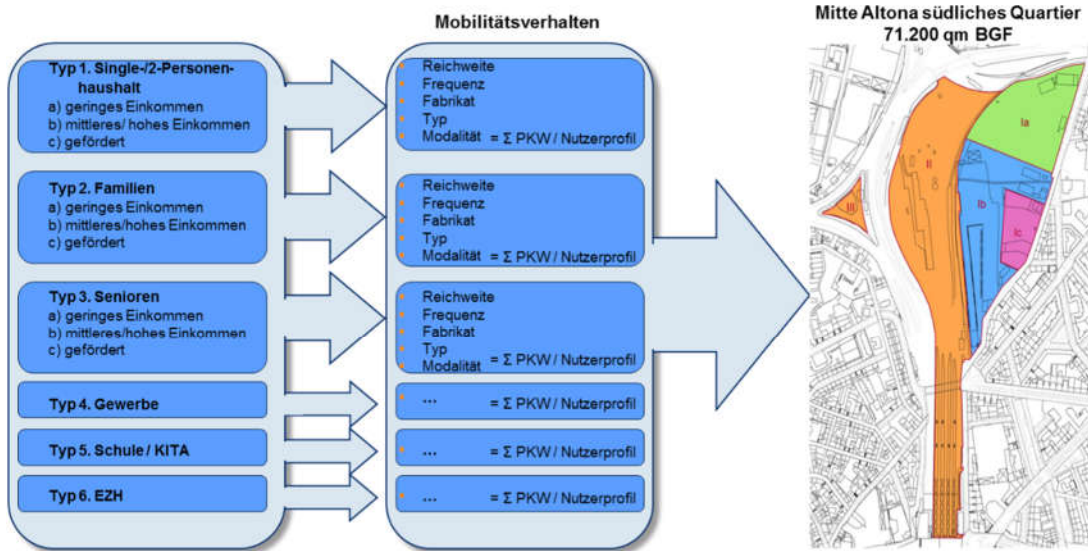 Mobilitätsverhalten
Typ 1. Single-/2-Personen-
haushalt
a) geringes Einkommen
b) mittleres/ hohes Einkommen
c) gefördert
Reichweite
Frequenz
Fabrikat
Typ
Modalität = Σ PKW / Nutzerprofil
Typ 2. Familien
a) geringes Einkommen
b) mittleres/hohes Einkommen
c) gefördert
Reichweite
Frequenz
Fabrikat
Typ
Modalität = Σ PKW / Nutzerprofil
Typ 3. Senioren
a) geringes Einkommen
b) mittleres/hohes Einkommen
c) gefördert
Reichweite
Frequenz
Fabrikat
Typ
Modalität = Σ PKW / Nutzerprofil
Typ 4. Gewerbe
... = Σ PKW / Nutzerprofil
Typ 5. Schule / KITA
... = Σ PKW / Nutzerprofil
Typ 6. EZH
... = Σ PKW / Nutzerprofil
Mitte Altona südliches Quartier
71.200 qm BGF
Ia
II
Ib
III
Ic